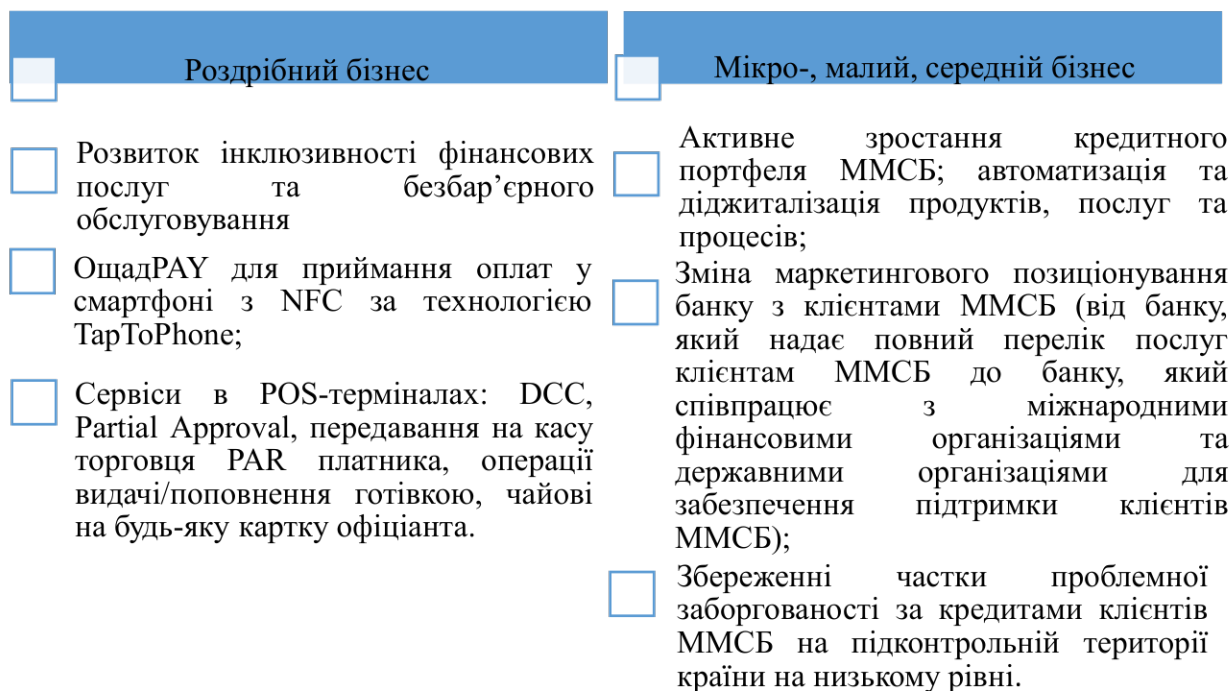 Роздрібний бізнес
Розвиток інклюзивності фінансових
послуг та безбар’єрного
обслуговування
ОщадPAY для приймання оплат у
смартфоні з NFC за технологією
TapToPhone;
Сервіси в POS-терміналах: DCC,
Partial Approval, передавання на касу
торговця PAR платника, операції
видачі/поповнення готівкою, чайові
на будь-яку картку офіціанта.
Мікро-, малий, середній бізнес
Активне зростання кредитного
портфеля ММСБ; автоматизація та
діджиталізація продуктів, послуг та
процесів;
Зміна маркетингового позиціонування
банку з клієнтами ММСБ (від банку,
який надає повний перелік послуг
клієнтам ММСБ до банку, який
співпрацює з міжнародними
фінансовими організаціями та
державними організаціями для
забезпечення підтримки клієнтів
ММСБ);
Збереженні частки проблемної
заборгованості за кредитами клієнтів
ММСБ на підконтрольній території
країни на низькому рівні.